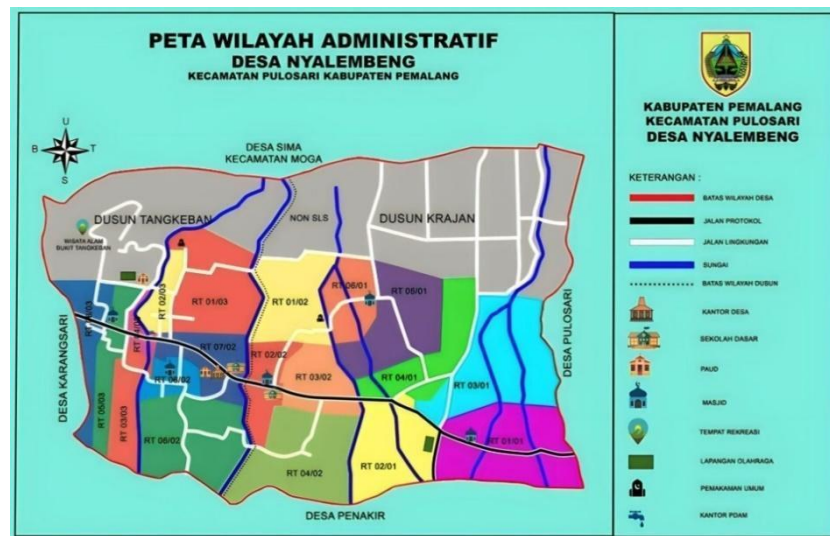 PETA WILAYAH ADMINISTRATIF
DESA NYALEMBENG
KECAMATAN PULOSARI KABUPATEN PEMALANG
U
B T
S
DESA SIMA
KECAMATAN MOGA
DUSUN TANGKEBAN
NON SLS
DUSUN KRAJAN
WISATA ALAM
BUKIT TANGKEBAN
RT 02/03
RT 01/03
RT 01/02
RT 06/01
RT 05/01
RT 07/02
RT 02/02
RT 03/02
RT 04/01
RT 03/01
RT 05/03
RT 03/03
RT 06/02
RT 04/02
RT 02/01
RT 01/01
DESA KARANGSARI
DESA PULOSARI
DESA PENAKIR
KABUPATEN PEMALANG
KECAMATAN PULOSARI
DESA NYALEMBENG
KETERANGAN :
BATAS WILAYAH DESA
JALAN PROTOKOL
JALAN LINGKUNGAN
SUNGAI
BATAS WILAYAH DUSUN
KANTOR DESA
SEKOLAH DASAR
PAUD
MASJID
TEMPAT REKREASI
LAPANGAN OLAHRAGA
PEMAKAMAN UMUM
KANTOR PDAM